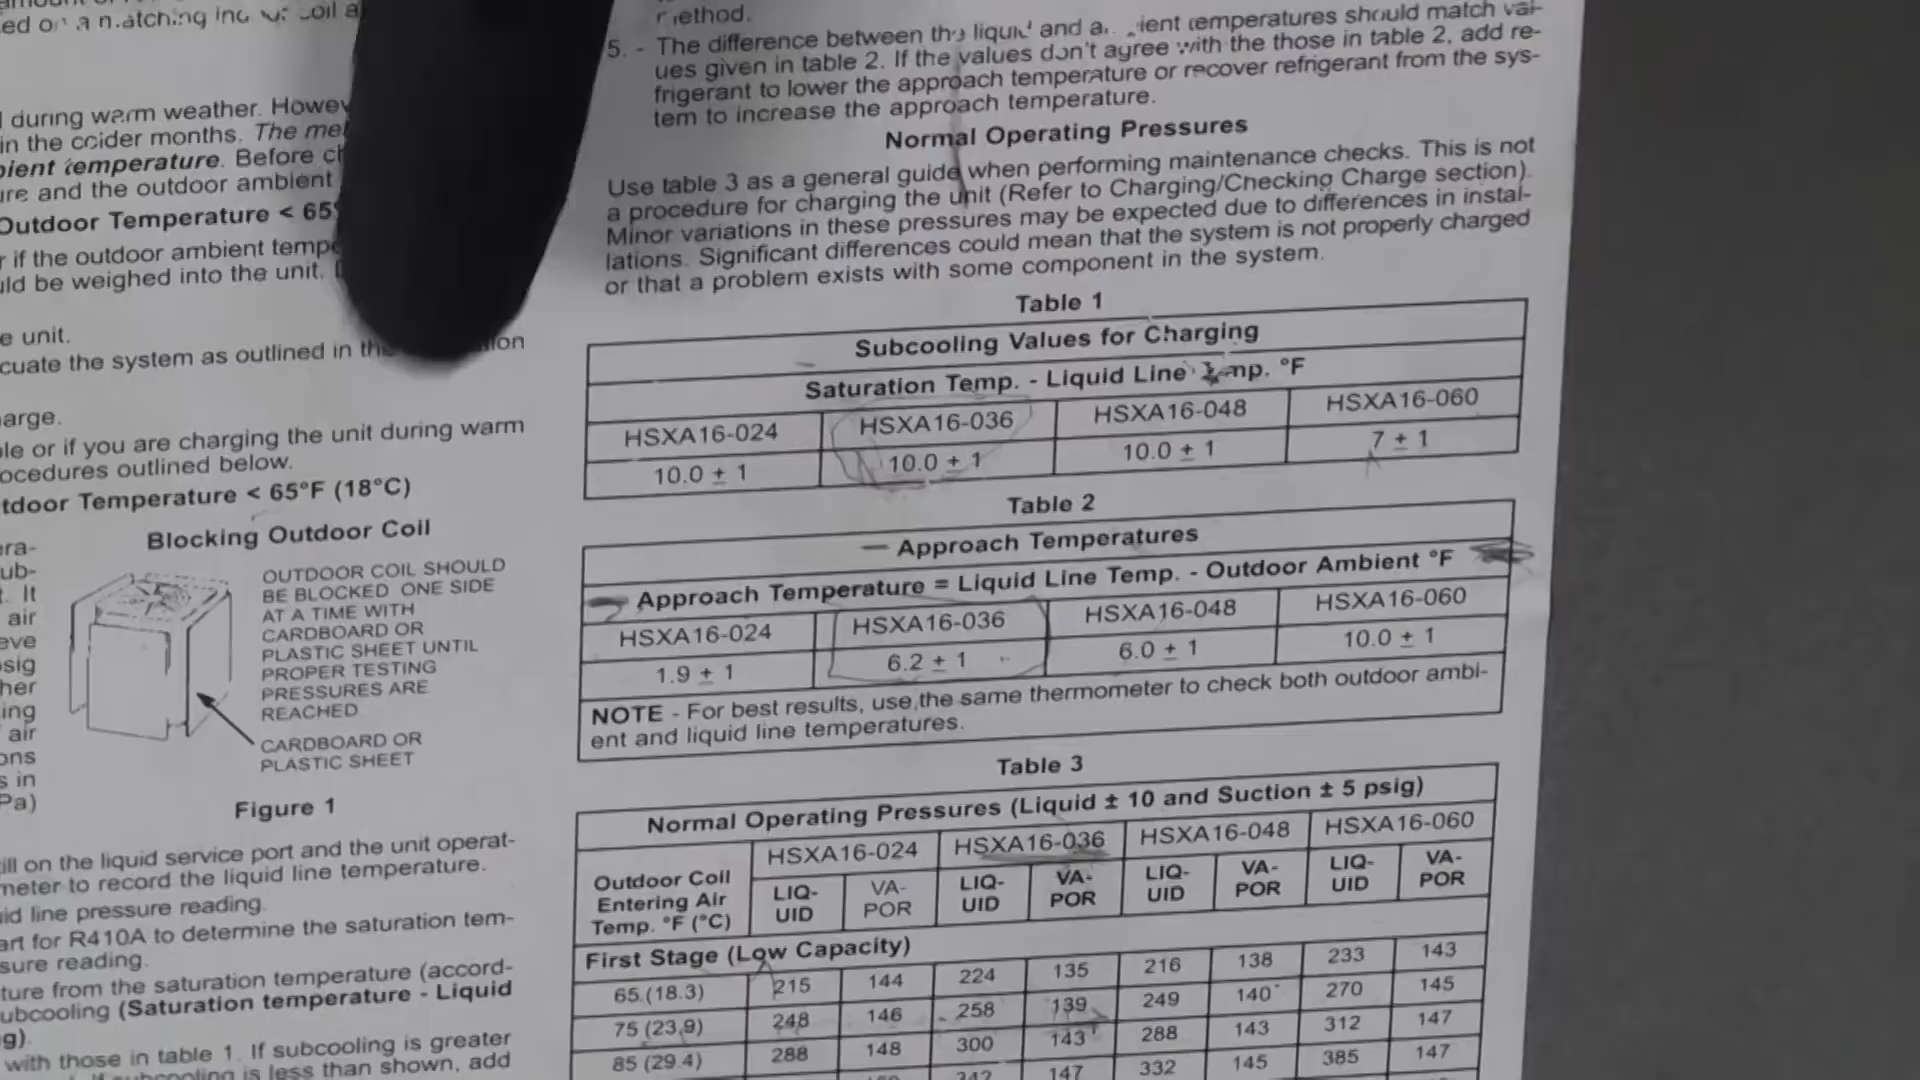 ed on a matching
during warm weather.
in the colder months. The
ambient temperature. Before
and the outdoor ambient
Outdoor Temperature < 65
if the outdoor ambient
be weighed into the unit.
unit.
the system as outlined in
or if you are charging the unit during warm
outlined below.
Temperature < 65°F (18°C)
Blocking Outdoor Coil
OUTDOOR COIL SHOULD
BE BLOCKED ONE SIDE
AT A TIME WITH
CARDBOARD OR
PLASTIC SHEET UNTIL
PROPER TESTING
PRESSURES ARE
REACHED
CARDBOARD OR
PLASTIC SHEET
It
air
air
in
Figure 1
on the liquid service port and the unit operat-
to record the liquid line temperature.
line pressure reading.
for R410A to determine the saturation tem-
reading.
from the saturation temperature (accord-
(Saturation temperature - Liquid
with those in table 1. If subcooling is greater
is less than shown, add
method.
5. - The difference between the liquid and ambient temperatures should match val-
ues given in table 2. If the values don't agree with the those in table 2, add re-
frigerant to lower the approach temperature or recover refrigerant from the sys-
tem to increase the approach temperature.
Normal Operating Pressures
Use table 3 as a general guide when performing maintenance checks. This is not
a procedure for charging the unit (Refer to Charging/Checking Charge section).
Minor variations in these pressures may be expected due to differences in instal-
lations. Significant differences could mean that the system is not properly charged
or that a problem exists with some component in the system.
Table 1
Subcooling Values for Charging
Saturation Temp. - Liquid Line Temp. °F
HSXA16-024 HSXA16-036 HSXA16-048 HSXA16-060
10.0 ± 1 10.0 ± 1 10.0 ± 1 7 ± 1
Table 2
Approach Temperatures
Approach Temperature = Liquid Line Temp. - Outdoor Ambient °F
HSXA16-024 HSXA16-036 HSXA16-048 HSXA16-060
1.9 ± 1 6.2 ± 1 6.0 ± 1 10.0 ± 1
NOTE - For best results, use the same thermometer to check both outdoor ambi-
ent and liquid line temperatures.
Table 3
Normal Operating Pressures (Liquid ± 10 and Suction ± 5 psig)
HSXA16-024 HSXA16-036 HSXA16-048 HSXA16-060
Outdoor Coil
Entering Air
Temp. °F (°C)
LIQ-
UID
VA-
POR
LIQ-
UID
VA-
POR
LIQ-
UID
VA-
POR
LIQ-
UID
VA-
POR
First Stage (Low Capacity)
65 (18.3) 215 144 224 135 216 138 233 143
75 (23.9) 248 146 258 139 249 140 270 145
85 (29.4) 288 148 300 143 288 143 312 147
342 147 332 145 385 147